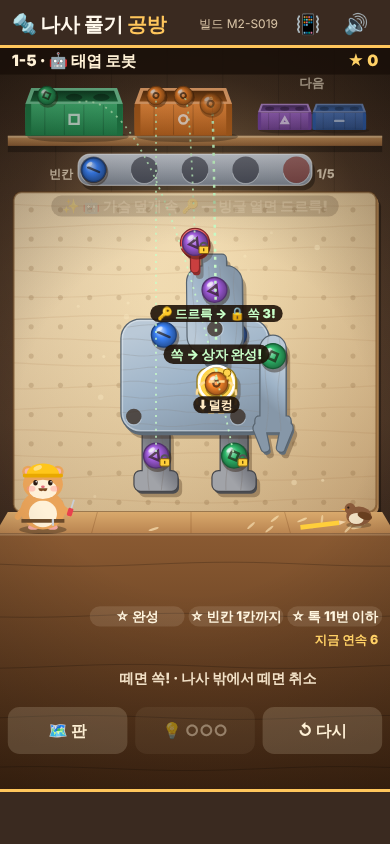 나사 풀기 공방
빌드 M2-S019
1-5 · 태엽 로봇
★ 0
다음
빈칸
1/5
드르륵 → 쏙 3!
쏙 → 상자 완성!
⬇덜컹
☆ 완성
☆ 빈칸 1칸까지
☆ 톡 11번 이하
지금 연속 6
떼면 쏙! · 나사 밖에서 떼면 취소
판
다시